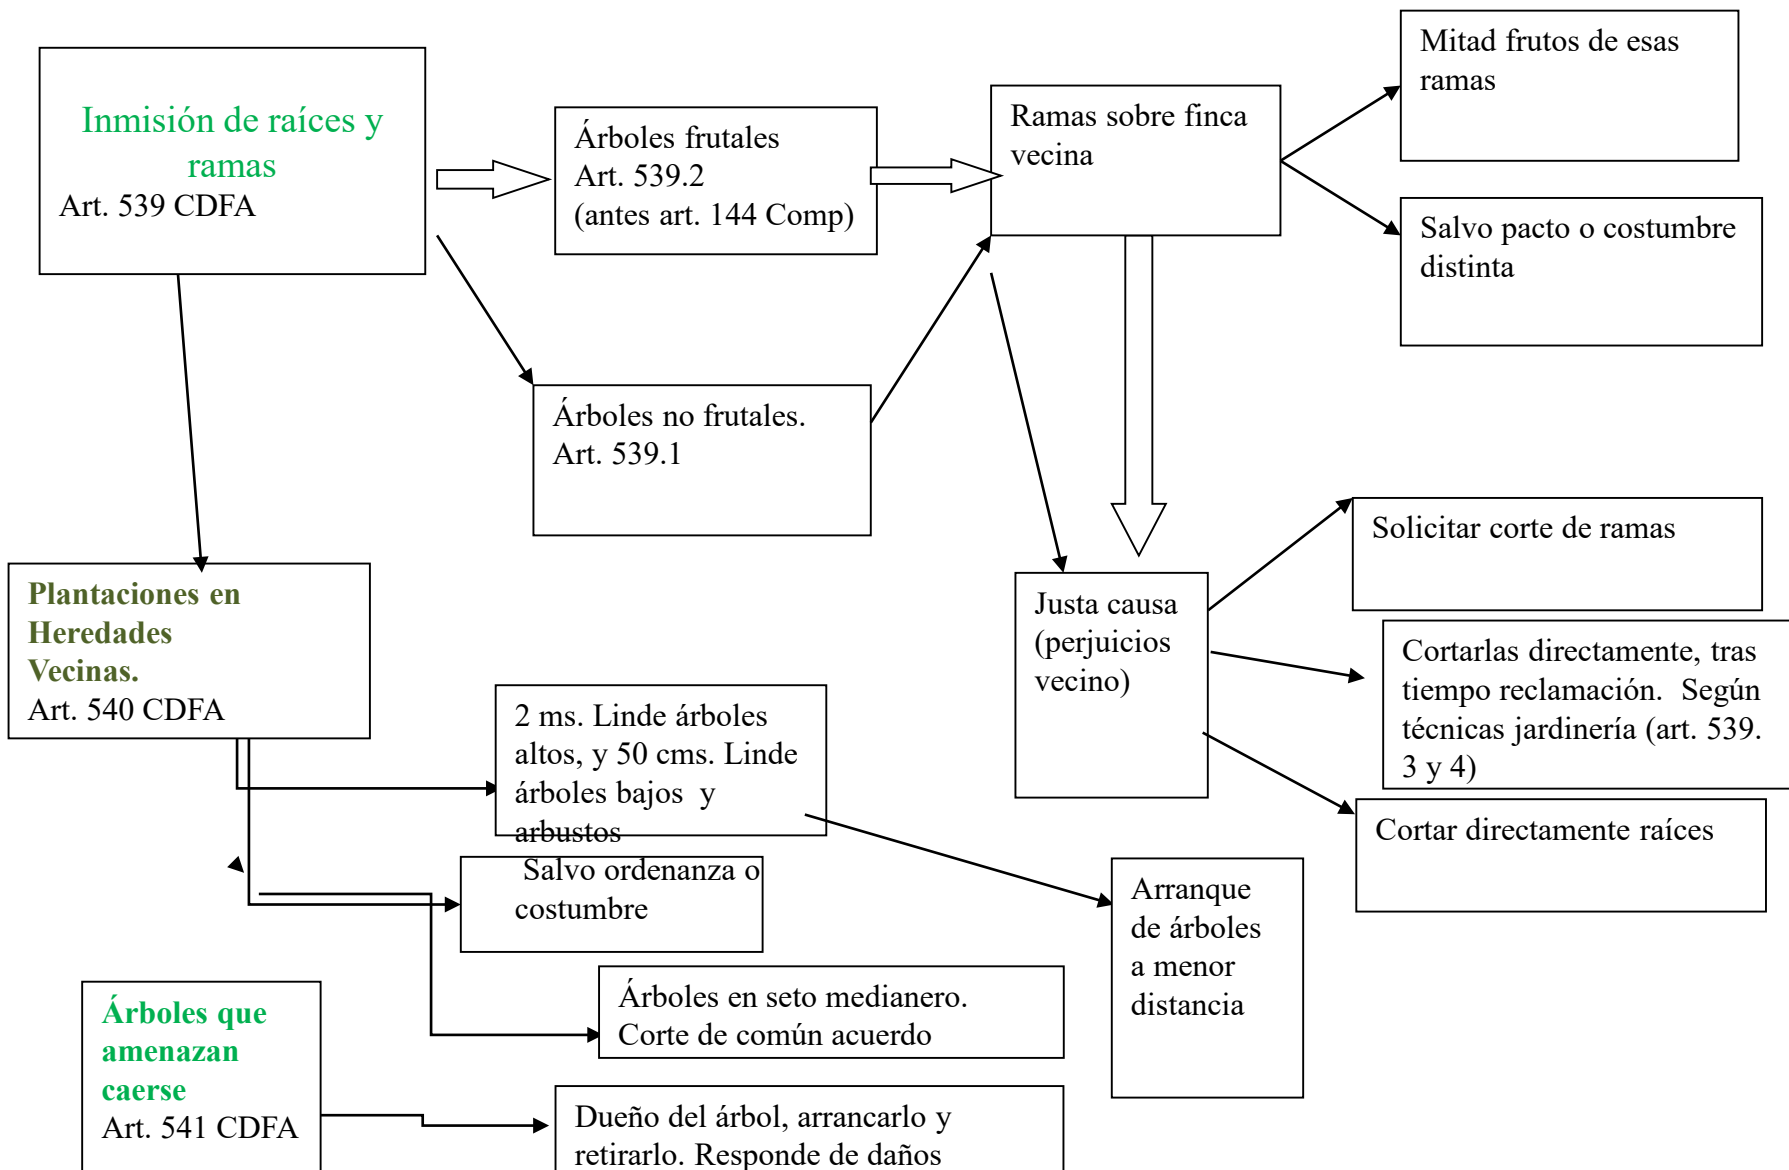 Inmisión de raíces y
ramas
Art. 539 CDFA
Árboles frutales
Art. 539.2
(antes art. 144 Comp)
Ramas sobre finca
vecina
Mitad frutos de esas
ramas
Salvo pacto o costumbre
distinta
Árboles no frutales.
Art. 539.1
Justa causa
(perjuicios
vecino)
Solicitar corte de ramas
Cortarlas directamente, tras
tiempo reclamación. Según
técnicas jardinería (art. 539.
3 y 4)
Cortar directamente raíces
Plantaciones en
Heredades
Vecinas.
Art. 540 CDFA
2 ms. Linde árboles
altos, y 50 cms. Linde
árboles bajos y
arbustos
Salvo ordenanza o
costumbre
Arranque
de árboles
a menor
distancia
Árboles en seto medianero.
Corte de común acuerdo
Árboles que
amenazan
caerse
Art. 541 CDFA
Dueño del árbol, arrancarlo y
retirarlo. Responde de daños